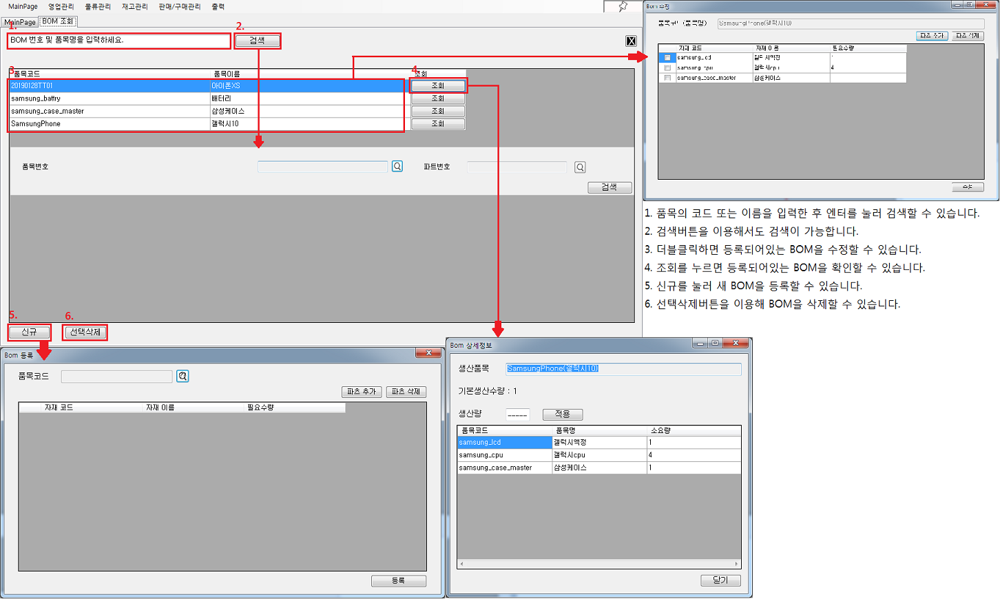 MainPage 영업관리 물류관리 재고관리 판매/구매관리 출력
MainPage BOM 조회
1.
BOM 번호 및 품목명을 입력하세요.
2.
검색
X
3
품목코드 품목이름 조회
4
20190128TT01 아이폰XS 조회
samsung_battry 배터리 조회
samsung_case_master 삼성케이스 조회
SamsungPhone 갤럭시10 조회
품목번호 파트번호
검색
5.
신규
6.
선택삭제
Bom 수정
품목코드 (품목명) SamsungPhone(갤럭시10)
파츠 추가 파츠 삭제
자재 코드 자재 이름 필요수량
samsung_lcd 갤럭시액정
samsung_cpu 갤럭시cpu 4
samsung_case_master 삼성케이스
수정
1. 품목의 코드 또는 이름을 입력한 후 엔터를 눌러 검색할 수 있습니다.
2. 검색버튼을 이용해서도 검색이 가능합니다.
3. 더블클릭하면 등록되어있는 BOM을 수정할 수 있습니다.
4. 조회를 누르면 등록되어있는 BOM을 확인할 수 있습니다.
5. 신규를 눌러 새 BOM을 등록할 수 있습니다.
6. 선택삭제버튼을 이용해 BOM을 삭제할 수 있습니다.
Bom 등록
품목코드
파츠 추가 파츠 삭제
자재 코드 자재 이름 필요수량
등록
Bom 상세정보
생산품목 SamsungPhone(갤럭시10)
기본생산수량 : 1
생산량 _____ 적용
품목코드 품목명 소요량
samsung_lcd 갤럭시액정 1
samsung_cpu 갤럭시cpu 4
samsung_case_master 삼성케이스 1
닫기